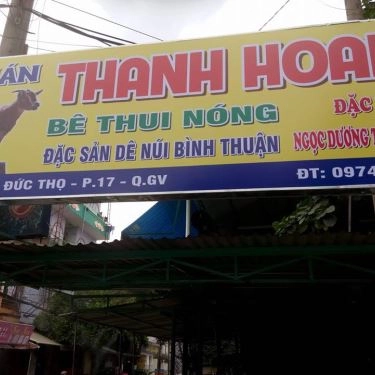 THANH HOA
BÊ THUI NÓNG
ĐẶC
ĐẶC SẢN DÊ NÚI BÌNH THUẬN
NGỌC DƯƠNG
ĐỨC THỌ - P.17 - Q.GV
ĐT: 0974